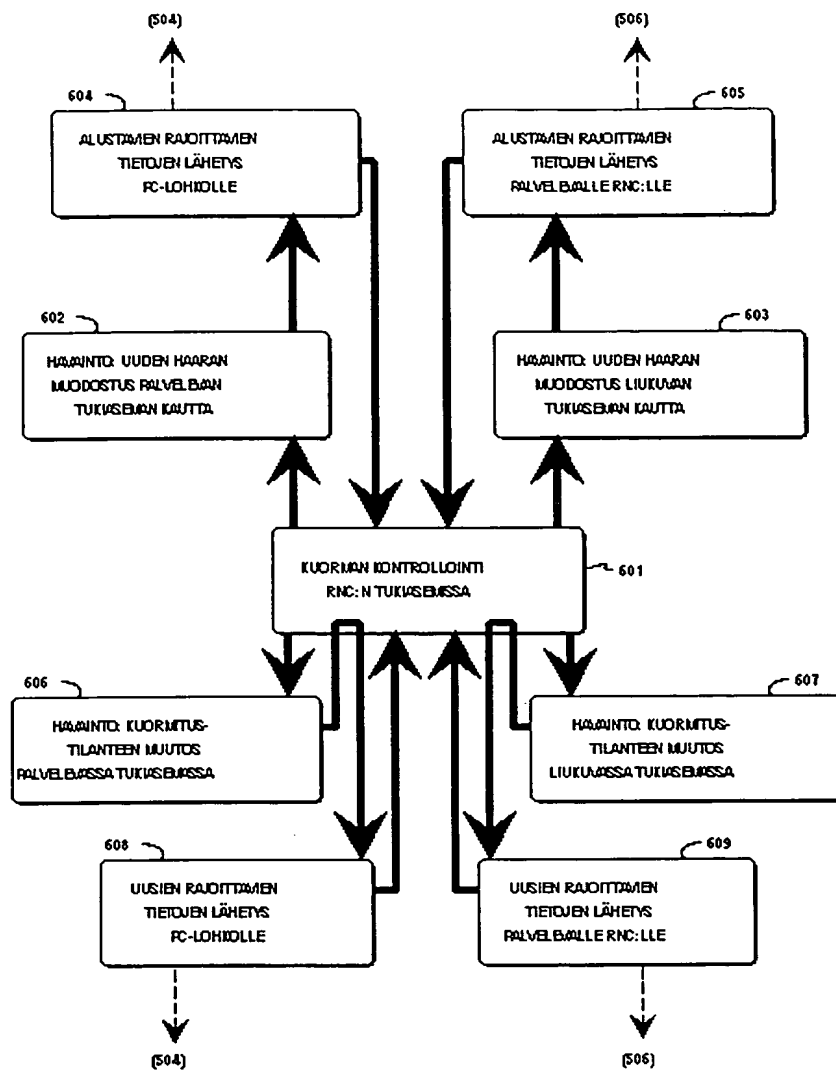 (504)
(506)
604
605
ALUSTAVIEN RAJOITTAVIEN
TIETOJEN LÄHETYS
PC-LOHKOLLE
ALUSTAVIEN RAJOITTAVIEN
TIETOJEN LÄHETYS
PALVELEVALLE RNC:LLE
602
603
HAVAINTO: UUDEN HAARAN
MUODOSTUS PALVELEVAN
TUKIASEMAN KAUTTA
HAVAINTO: UUDEN HAARAN
MUODOSTUS LIUKUVAN
TUKIASEMAN KAUTTA
KUORMAN KONTROLLOINTI
RNC:N TUKIASEMISSA
601
606
607
HAVAINTO: KUORMITUS-
TILANTEEN MUUTOS
PALVELEVASSA TUKIASEMASSA
HAVAINTO: KUORMITUS-
TILANTEEN MUUTOS
LIUKUVASSA TUKIASEMASSA
608
609
UUSIEN RAJOITTAVIEN
TIETOJEN LÄHETYS
PC-LOHKOLLE
UUSIEN RAJOITTAVIEN
TIETOJEN LÄHETYS
PALVELEVALLE RNC:LLE
(504)
(506)